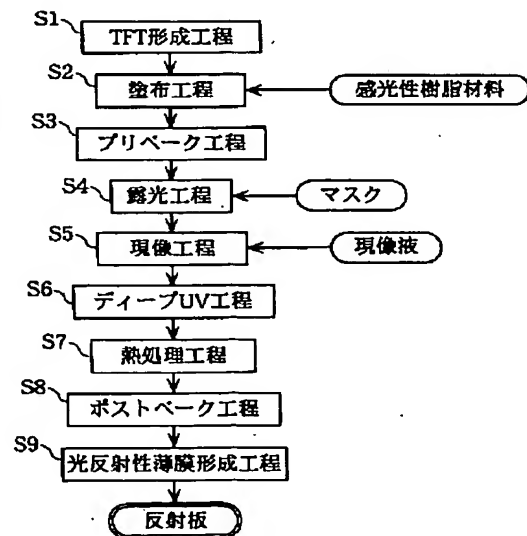 S1
TFT形成工程
S2
塗布工程
感光性樹脂材料
S3
プリベーク工程
S4
露光工程
マスク
S5
現像工程
現像液
S6
ディープUV工程
S7
熱処理工程
S8
ポストベーク工程
S9
光反射性薄膜形成工程
反射板